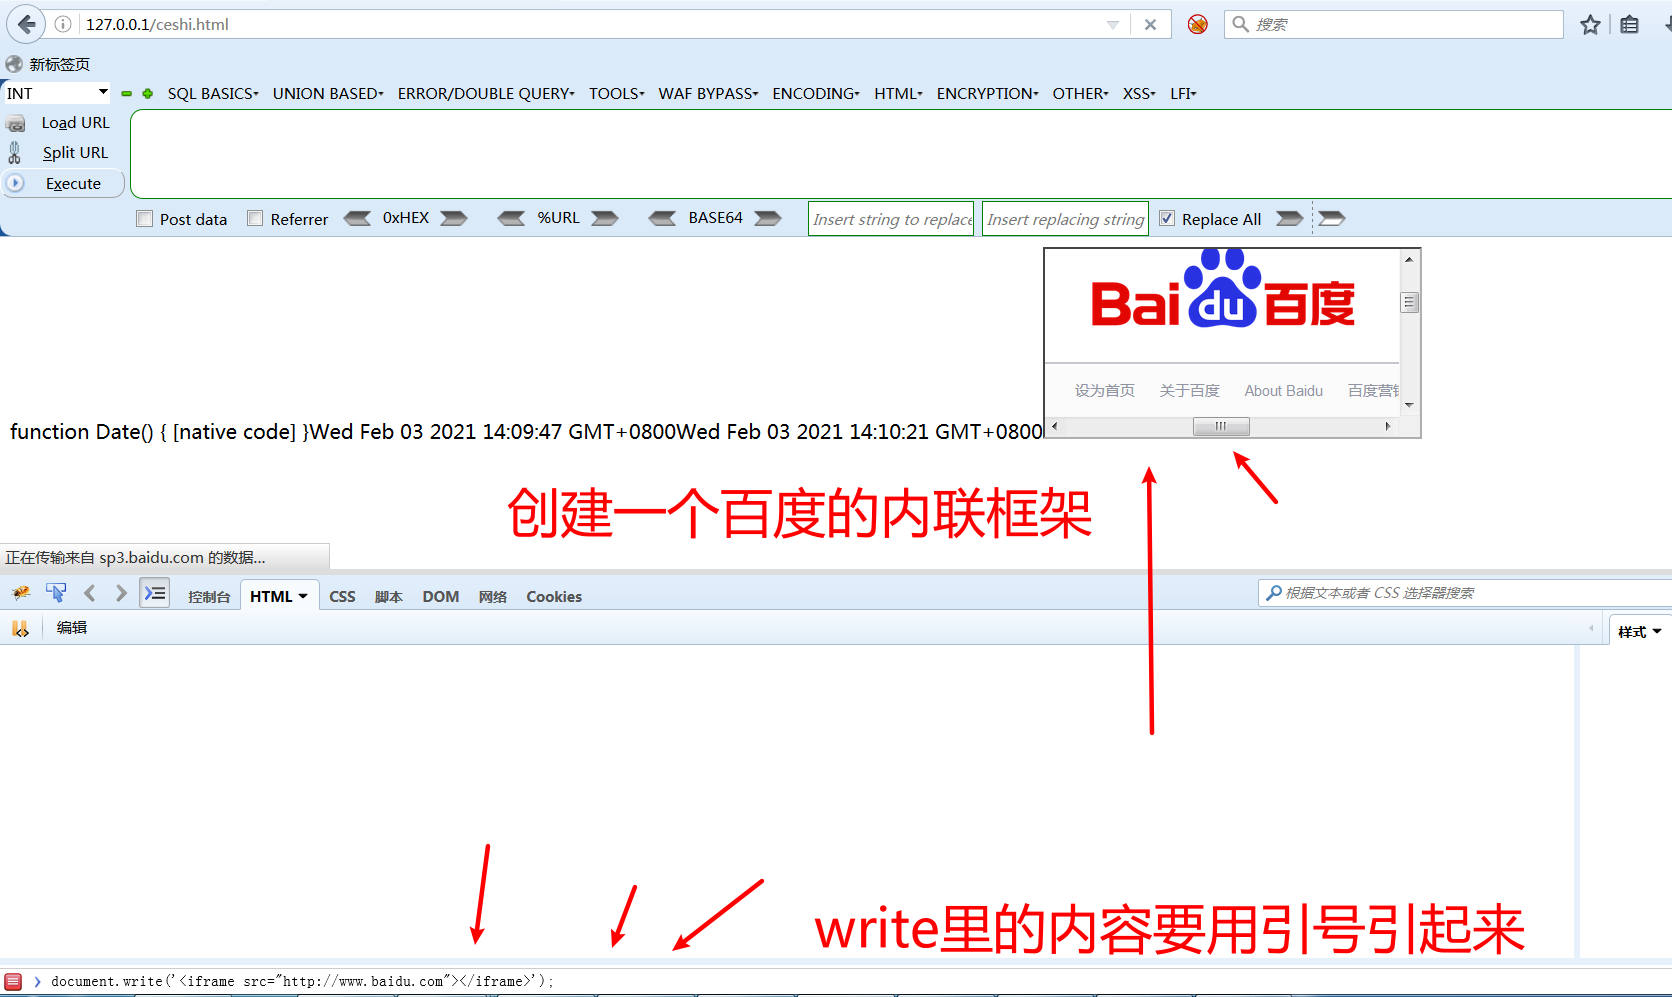 127.0.0.1/ceshi.html
搜索
新标签页
INT
SQL BASICS UNION BASED ERROR/DOUBLE QUERY TOOLS WAF BYPASS ENCODING HTML ENCRYPTION OTHER XSS LFI
Load URL
Split URL
Execute
Post data Referrer 0xHEX %URL BASE64 Insert string to replace Insert replacing string Replace All
Bai du 百度
设为首页 关于百度 About Baidu 百度营销
function Date() { [native code] }Wed Feb 03 2021 14:09:47 GMT+0800Wed Feb 03 2021 14:10:21 GMT+0800
创建一个百度的内联框架
正在传输来自 sp3.baidu.com 的数据...
控制台 HTML CSS 脚本 DOM 网络 Cookies
根据文本或者 CSS 选择器搜索
编辑
样式
write里的内容要用引号引起来
document.write('<iframe src="http://www.baidu.com"></iframe>');